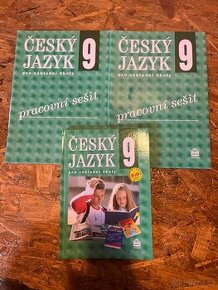 ČESKÝ 9
JAZYK
pro základní školy
pracovní sešit
ČESKÝ 9
JAZYK
pro základní školy
pracovní sešit
ČESKÝ 9
JAZYK
pro základní školy